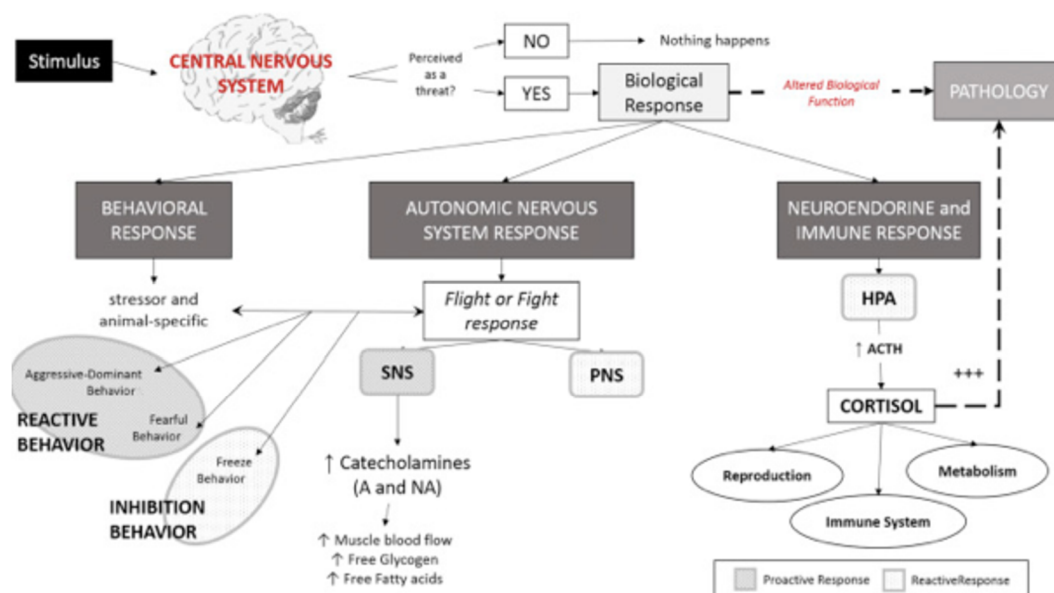 Stimulus
CENTRAL NERVOUS
SYSTEM
Perceived
as a
threat?
NO
Nothing happens
YES
Biological
Response
Altered Biological
Function
PATHOLOGY
BEHAVIORAL
RESPONSE
AUTONOMIC NERVOUS
SYSTEM RESPONSE
NEUROENDORINE and
IMMUNE RESPONSE
stressor and
animal-specific
Flight or Fight
response
HPA
↑ ACTH
SNS
PNS
+++
CORTISOL
Aggressive-Dominant
Behavior
REACTIVE
BEHAVIOR
Fearful
Behavior
Freeze
Behavior
INHIBITION
BEHAVIOR
↑ Catecholamines
(A and NA)
↑ Muscle blood flow
↑ Free Glycogen
↑ Free Fatty acids
Reproduction
Metabolism
Immune System
Proactive Response
ReactiveResponse